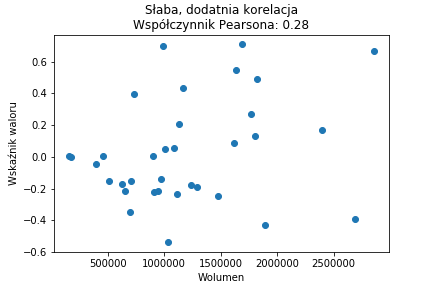 Słaba, dodatnia korelacja
Współczynnik Pearsona: 0.28
Wskaźnik waloru
0.6
0.4
0.2
0.0
−0.2
−0.4
−0.6
500000 1000000 1500000 2000000 2500000
Wolumen